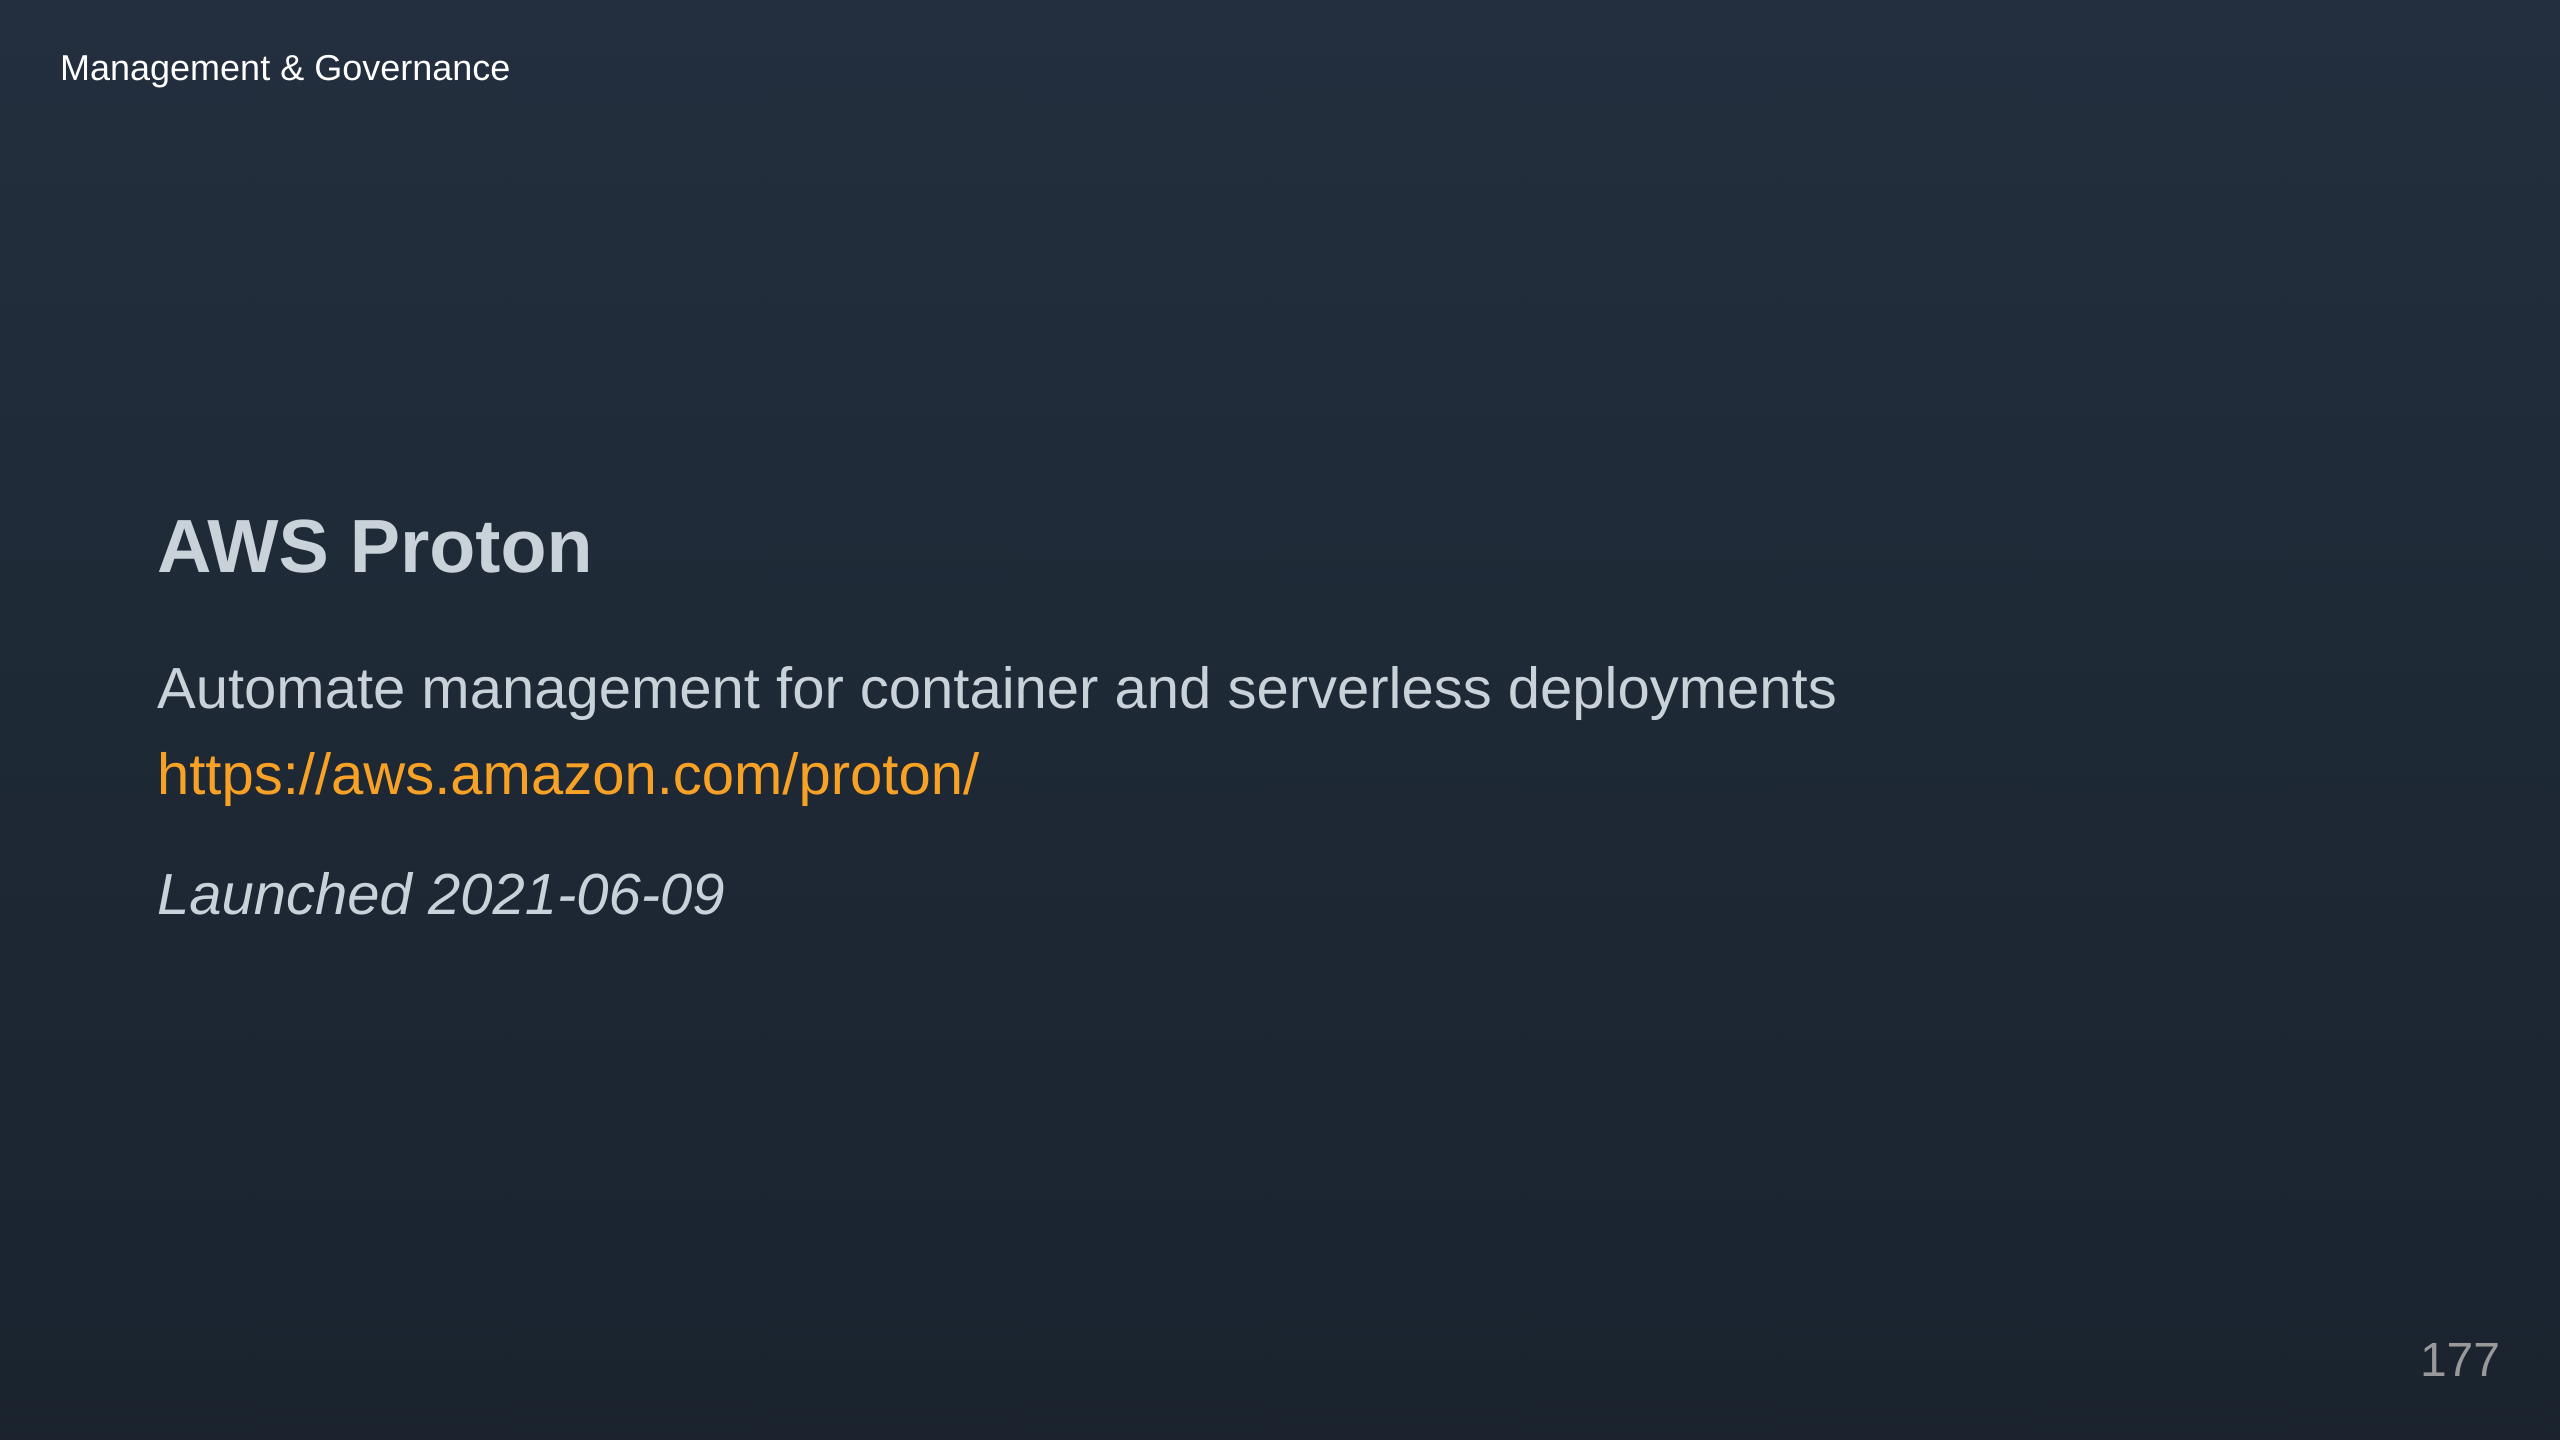 Management & Governance
AWS Proton
Automate management for container and serverless deployments
https://aws.amazon.com/proton/
Launched 2021-06-09
177